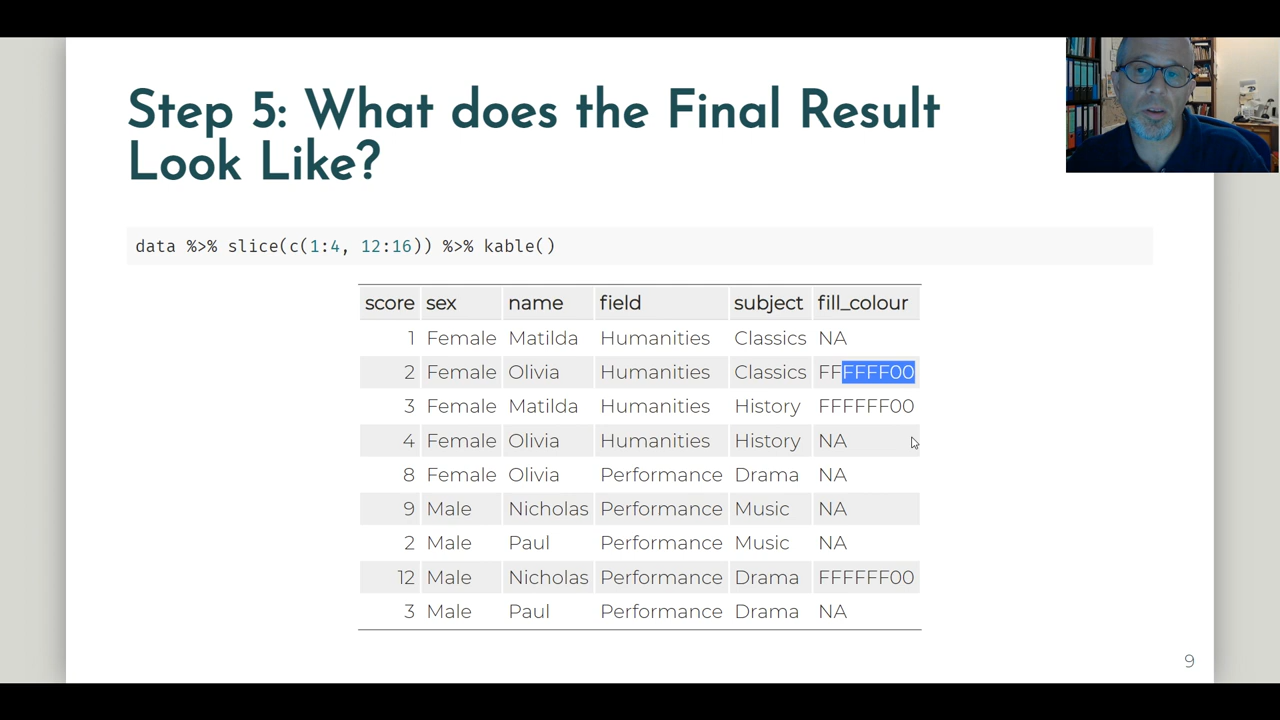 Step 5: What does the Final Result
Look Like?
data %>% slice(c(1:4, 12:16)) %>% kable()
score sex name field subject fill_colour
1 Female Matilda Humanities Classics NA
2 Female Olivia Humanities Classics FFFFFF00
3 Female Matilda Humanities History FFFFFF00
4 Female Olivia Humanities History NA
8 Female Olivia Performance Drama NA
9 Male Nicholas Performance Music NA
2 Male Paul Performance Music NA
12 Male Nicholas Performance Drama FFFFFF00
3 Male Paul Performance Drama NA
9